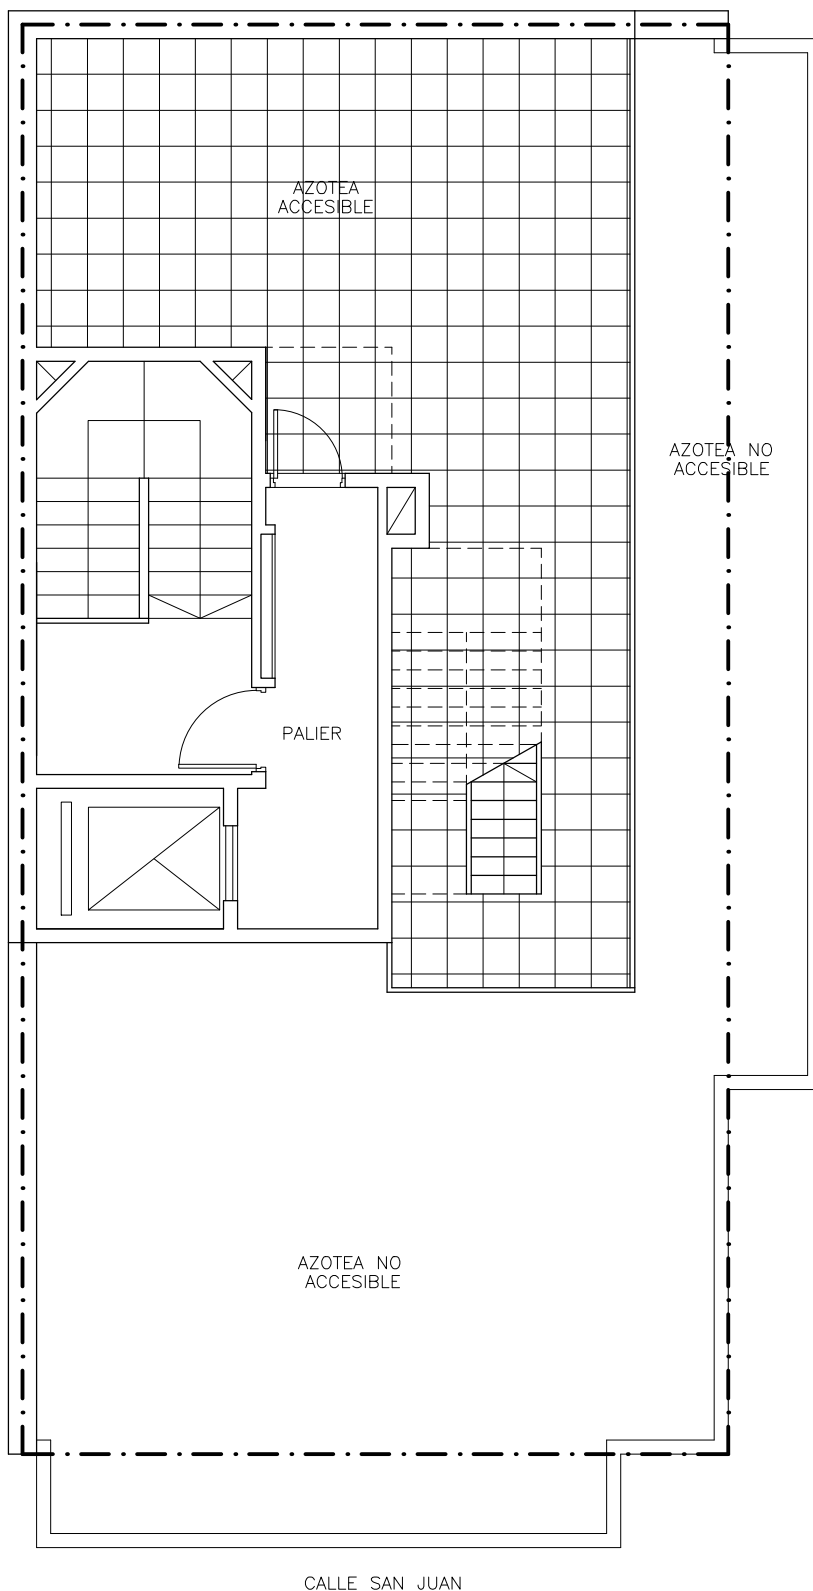 AZOTEA
ACCESIBLE
AZOTEA NO
ACCESIBLE
PALIER
AZOTEA NO
ACCESIBLE
CALLE SAN JUAN